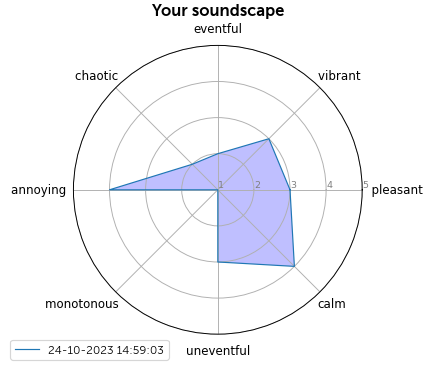 Your soundscape
eventful
chaotic
vibrant
annoying
1 2 3 4 5
pleasant
monotonous
calm
24-10-2023 14:59:03
uneventful